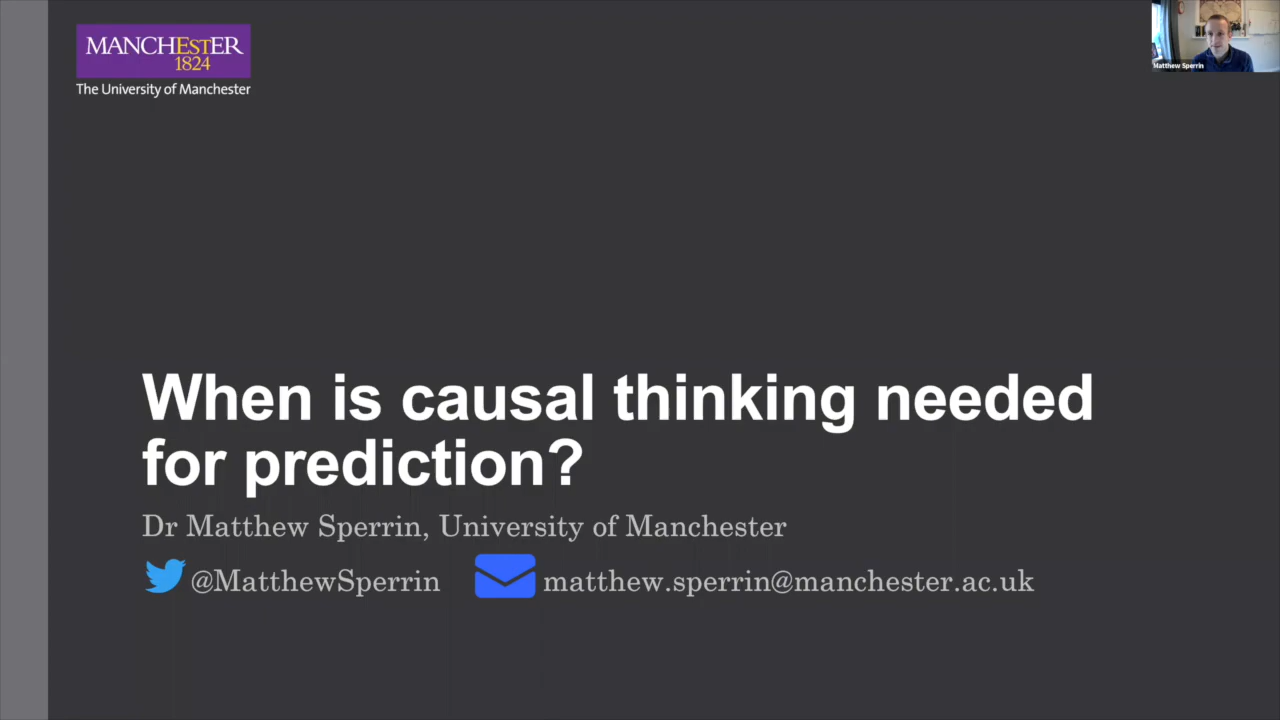 MANCHESTER
1824
The University of Manchester
Matthew Sperrin
When is causal thinking needed
for prediction?
Dr Matthew Sperrin, University of Manchester
@MatthewSperrin matthew.sperrin@manchester.ac.uk